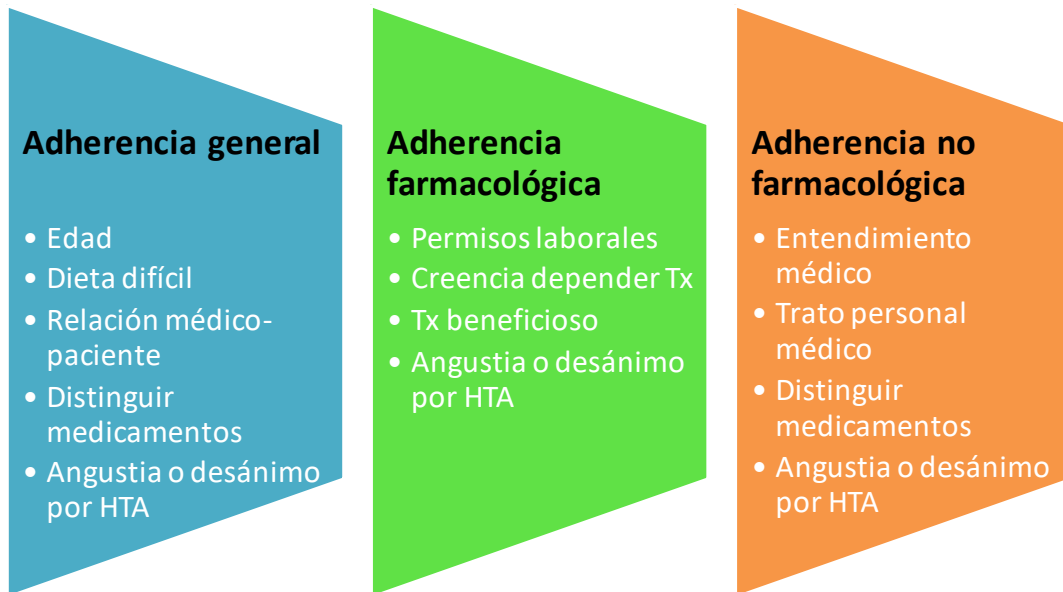 Adherencia general
• Edad
• Dieta difícil
• Relación médico-
paciente
• Distinguir
medicamentos
• Angustia o desánimo
por HTA
Adherencia
farmacológica
• Permisos laborales
• Creencia depender Tx
• Tx beneficioso
• Angustia o desánimo
por HTA
Adherencia no
farmacológica
• Entendimiento
médico
• Trato personal
médico
• Distinguir
medicamentos
• Angustia o desánimo
por HTA